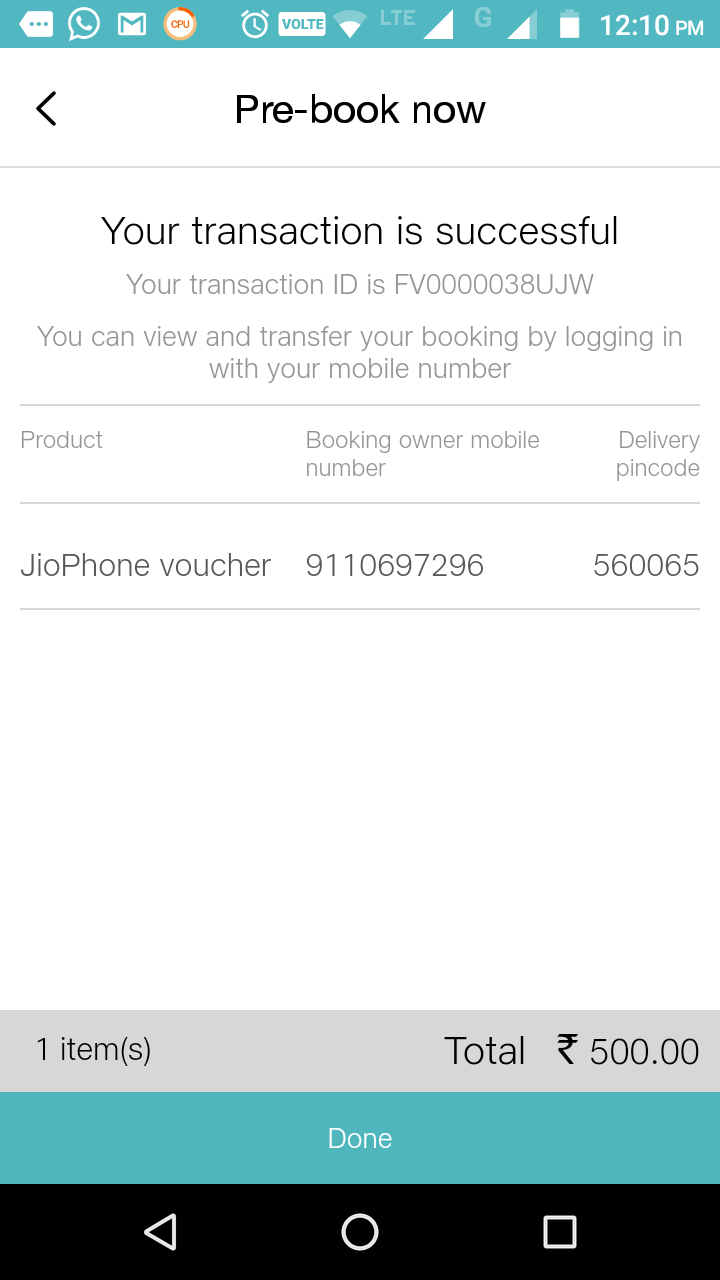 CPU VOLTE LTE G 12:10 PM
Pre-book now
Your transaction is successful
Your transaction ID is FV0000038UJW
You can view and transfer your booking by logging in
with your mobile number
Product Booking owner mobile number Delivery pincode
JioPhone voucher 9110697296 560065
1 item(s) Total ₹ 500.00
Done